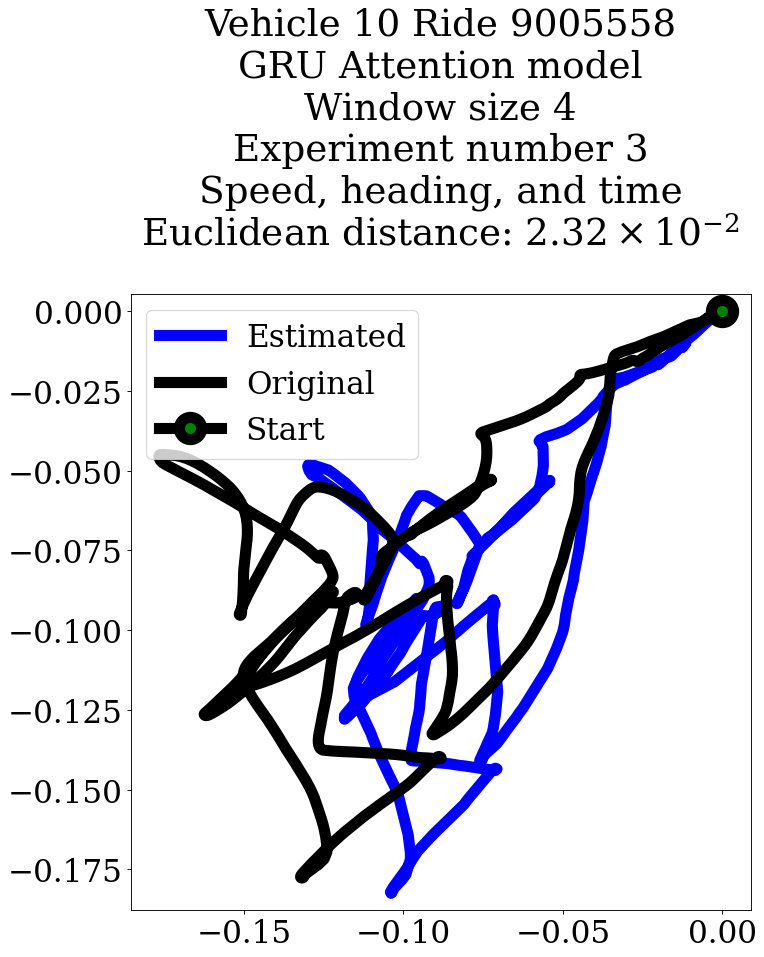 Vehicle 10 Ride 9005558
GRU Attention model
Window size 4
Experiment number 3
Speed, heading, and time
Euclidean distance: 2.32 × 10⁻²
Estimated
Original
Start
0.000
−0.025
−0.050
−0.075
−0.100
−0.125
−0.150
−0.175
−0.15 −0.10 −0.05 0.00